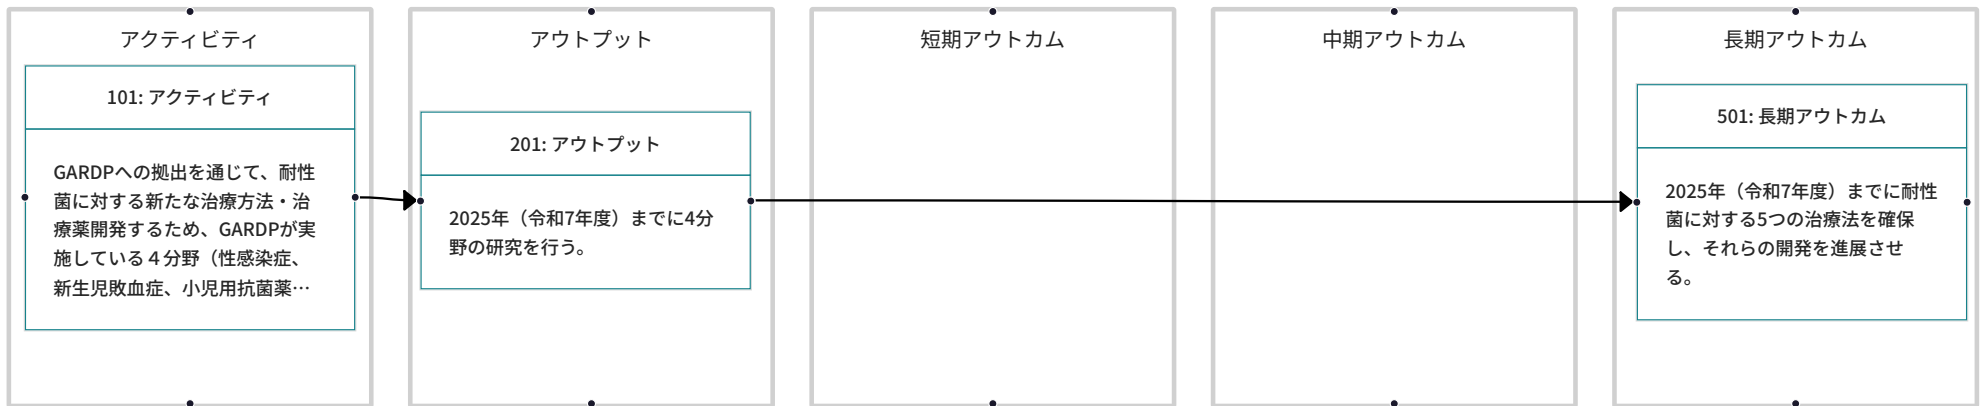 アクティビティ
101: アクティビティ
GARDPへの拠出を通じて、耐性
菌に対する新たな治療方法・治
療薬開発するため、GARDPが実
施している４分野（性感染症、
新生児敗血症、小児用抗菌薬…
アウトプット
201: アウトプット
2025年（令和7年度）までに4分
野の研究を行う。
短期アウトカム
中期アウトカム
長期アウトカム
501: 長期アウトカム
2025年（令和7年度）までに耐性
菌に対する5つの治療法を確保
し、それらの開発を進展させ
る。